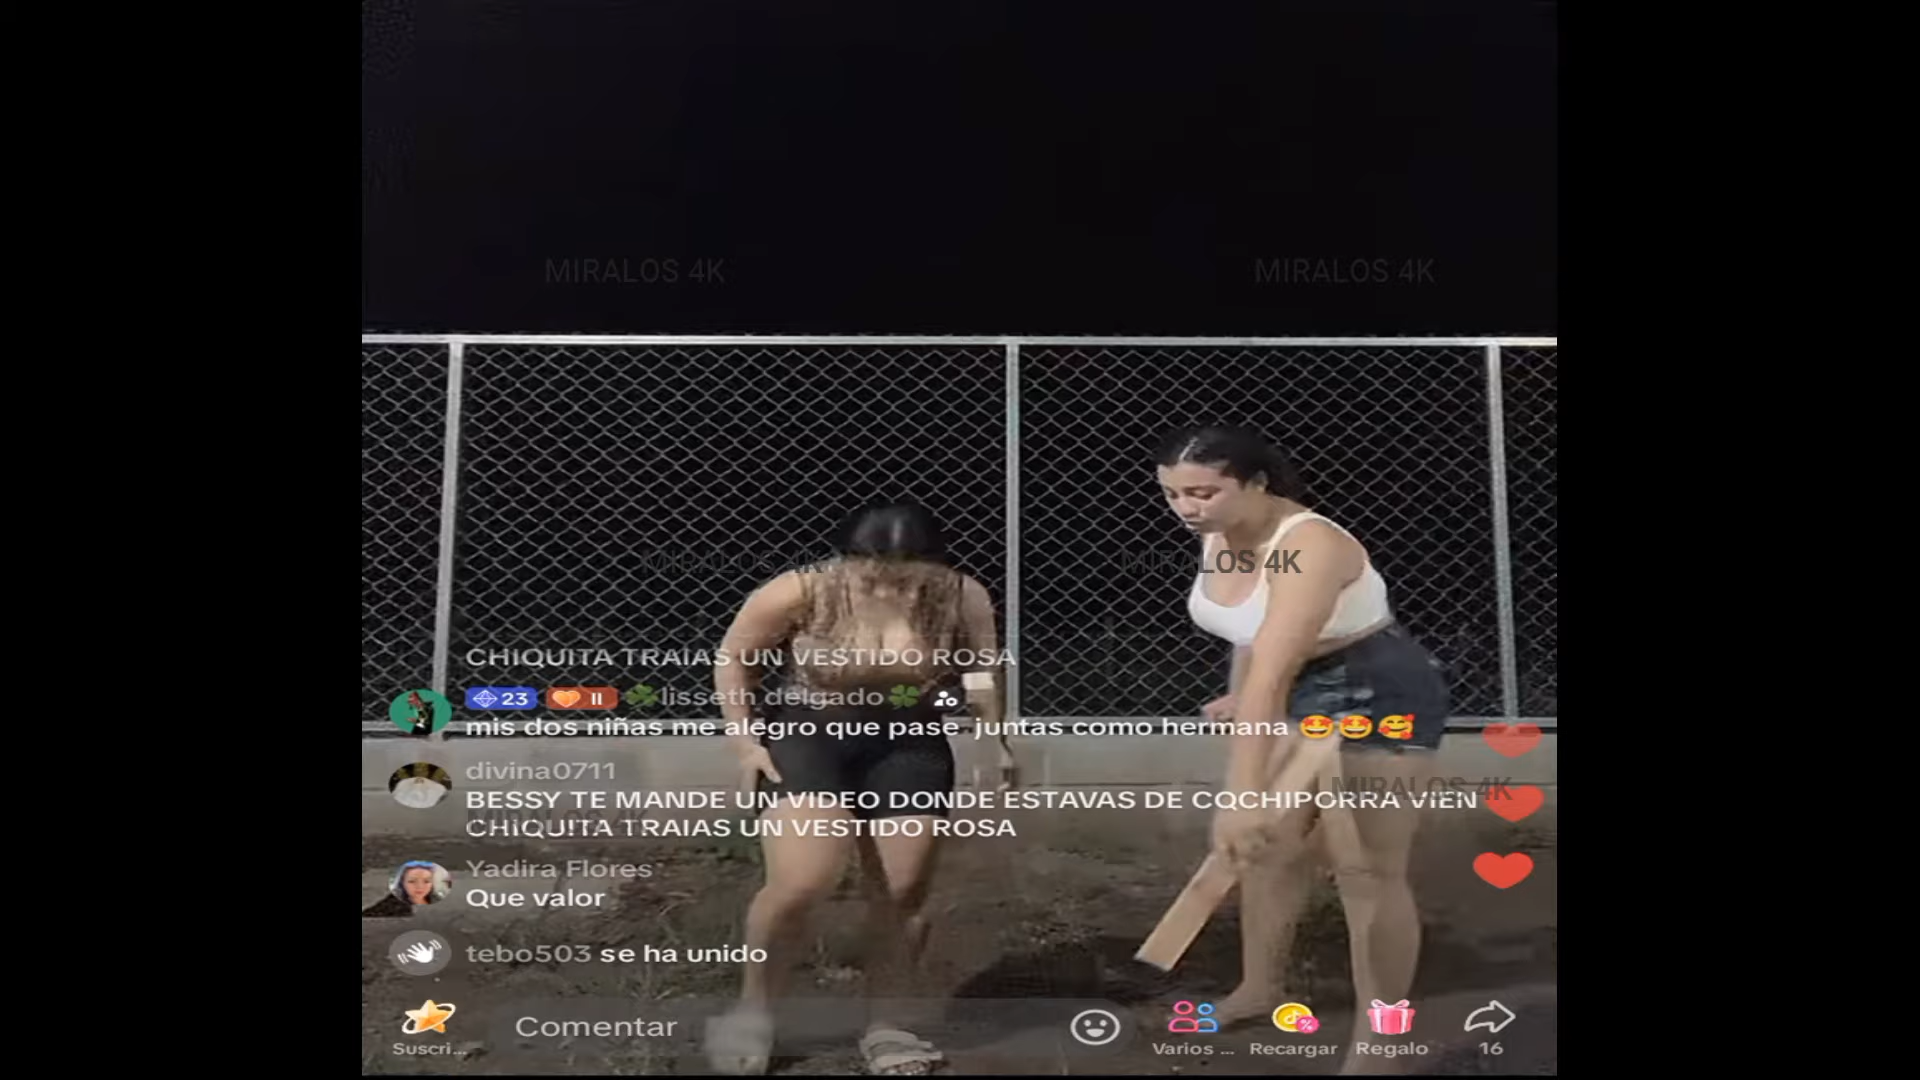 MIRALOS 4K
MIRALOS 4K
MIRALOS 4K
MIRALOS 4K
CHIQUITA TRAIAS UN VESTIDO ROSA
23 II 🍀lisseth delgado🍀
mis dos niñas me alegro que pase juntas como hermana 🤩🤩🥰
divina0711
MIRALOS 4K
BESSY TE MANDE UN VIDEO DONDE ESTAVAS DE CQCHIPORRA VIEN
CHIQUITA TRAIAS UN VESTIDO ROSA
Yadira Flores
Que valor
tebo503 se ha unido
Comentar
Suscri...
Varios ...
Recargar
Regalo
16